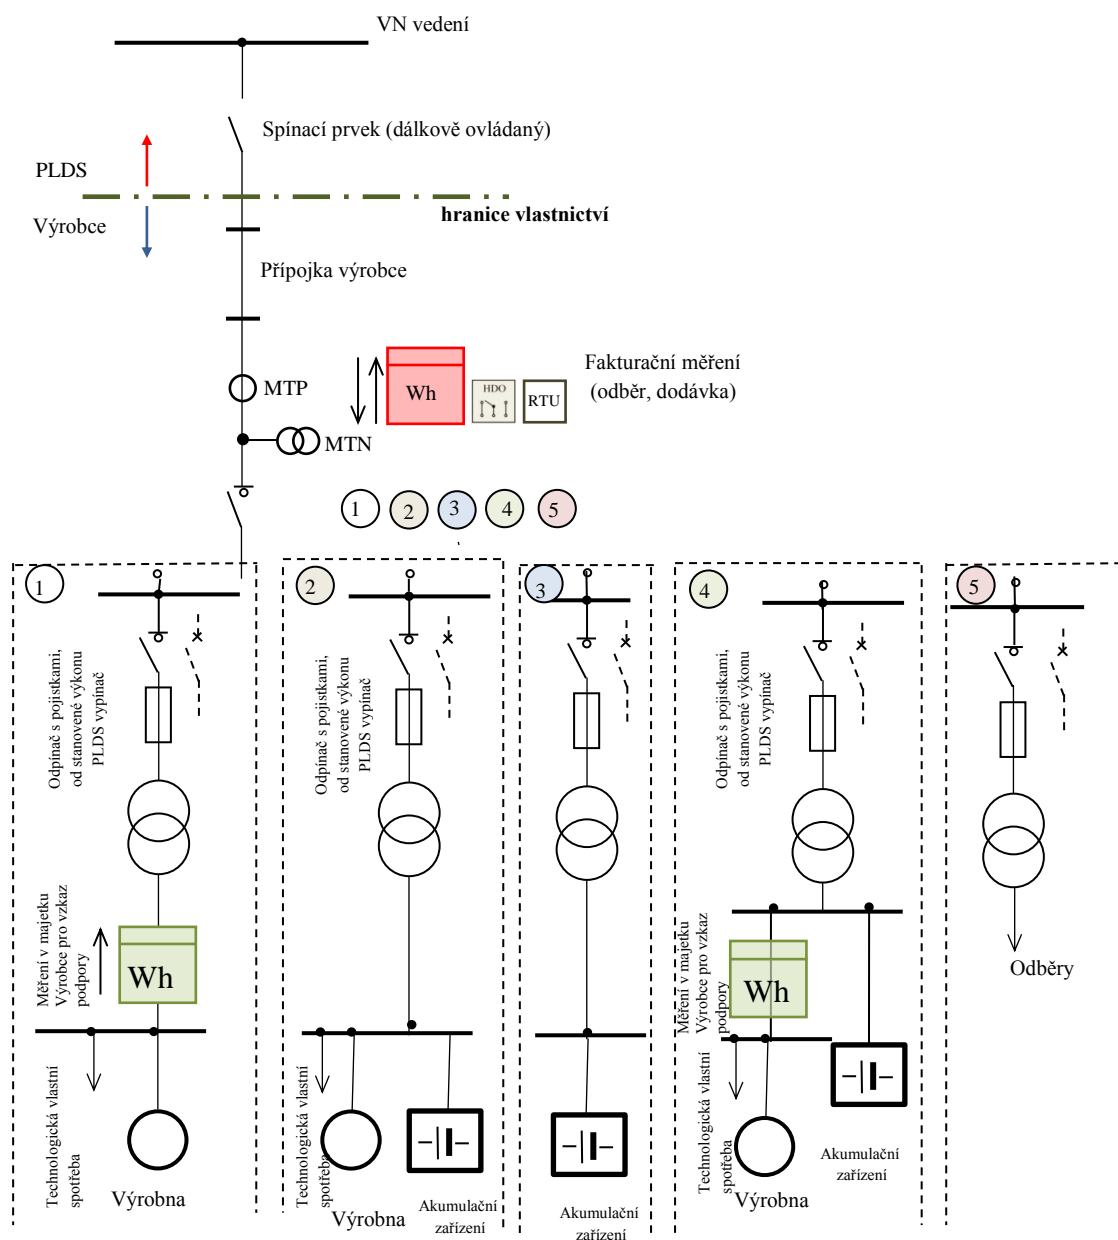 VN vedení
Spínací prvek (dálkově ovládaný)
PLDS
hranice vlastnictví
Výrobce
Přípojka výrobce
MTP
Wh
HDO
RTU
Fakturační měření
(odběr, dodávka)
MTN
1
2
3
4
5
1
Odpínač s pojistkami,
od stanovené výkonu
PLDS vypínač
Měření v majetku
Výrobce pro vzkaz
podpory
Wh
Technologická vlastní
spotřeba
Výrobna
2
Odpínač s pojistkami,
od stanovené výkonu
PLDS vypínač
Technologická vlastní
spotřeba
Výrobna
Akumulační
zařízení
3
Akumulační
zařízení
4
Odpínač s pojistkami,
od stanovené výkonu
PLDS vypínač
Měření v majetku
Výrobce pro vzkaz
podpory
Wh
Technologická vlastní
spotřeba
Výrobna
Akumulační
zařízení
5
Odběry